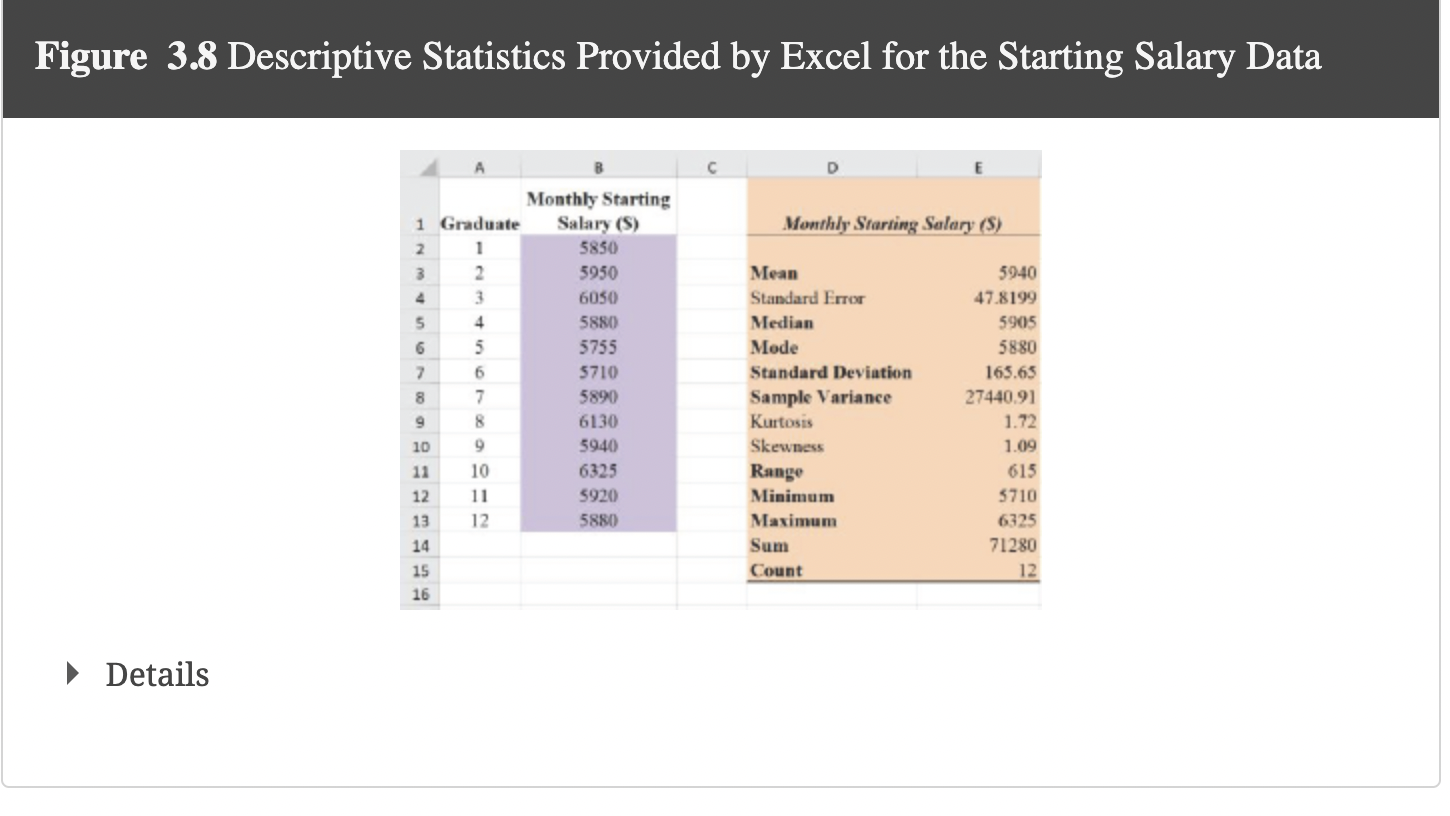 Figure 3.8 Descriptive Statistics Provided by Excel for the Starting Salary Data
A B C D E
Monthly Starting
1 Graduate Salary ($) Monthly Starting Salary ($)
2 1 5850
3 2 5950 Mean 5940
4 3 6050 Standard Error 47.8199
5 4 5880 Median 5905
6 5 5755 Mode 5880
7 6 5710 Standard Deviation 165.65
8 7 5890 Sample Variance 27440.91
9 8 6130 Kurtosis 1.72
10 9 5940 Skewness 1.09
11 10 6325 Range 615
12 11 5920 Minimum 5710
13 12 5880 Maximum 6325
14 Sum 71280
15 Count 12
16
Details